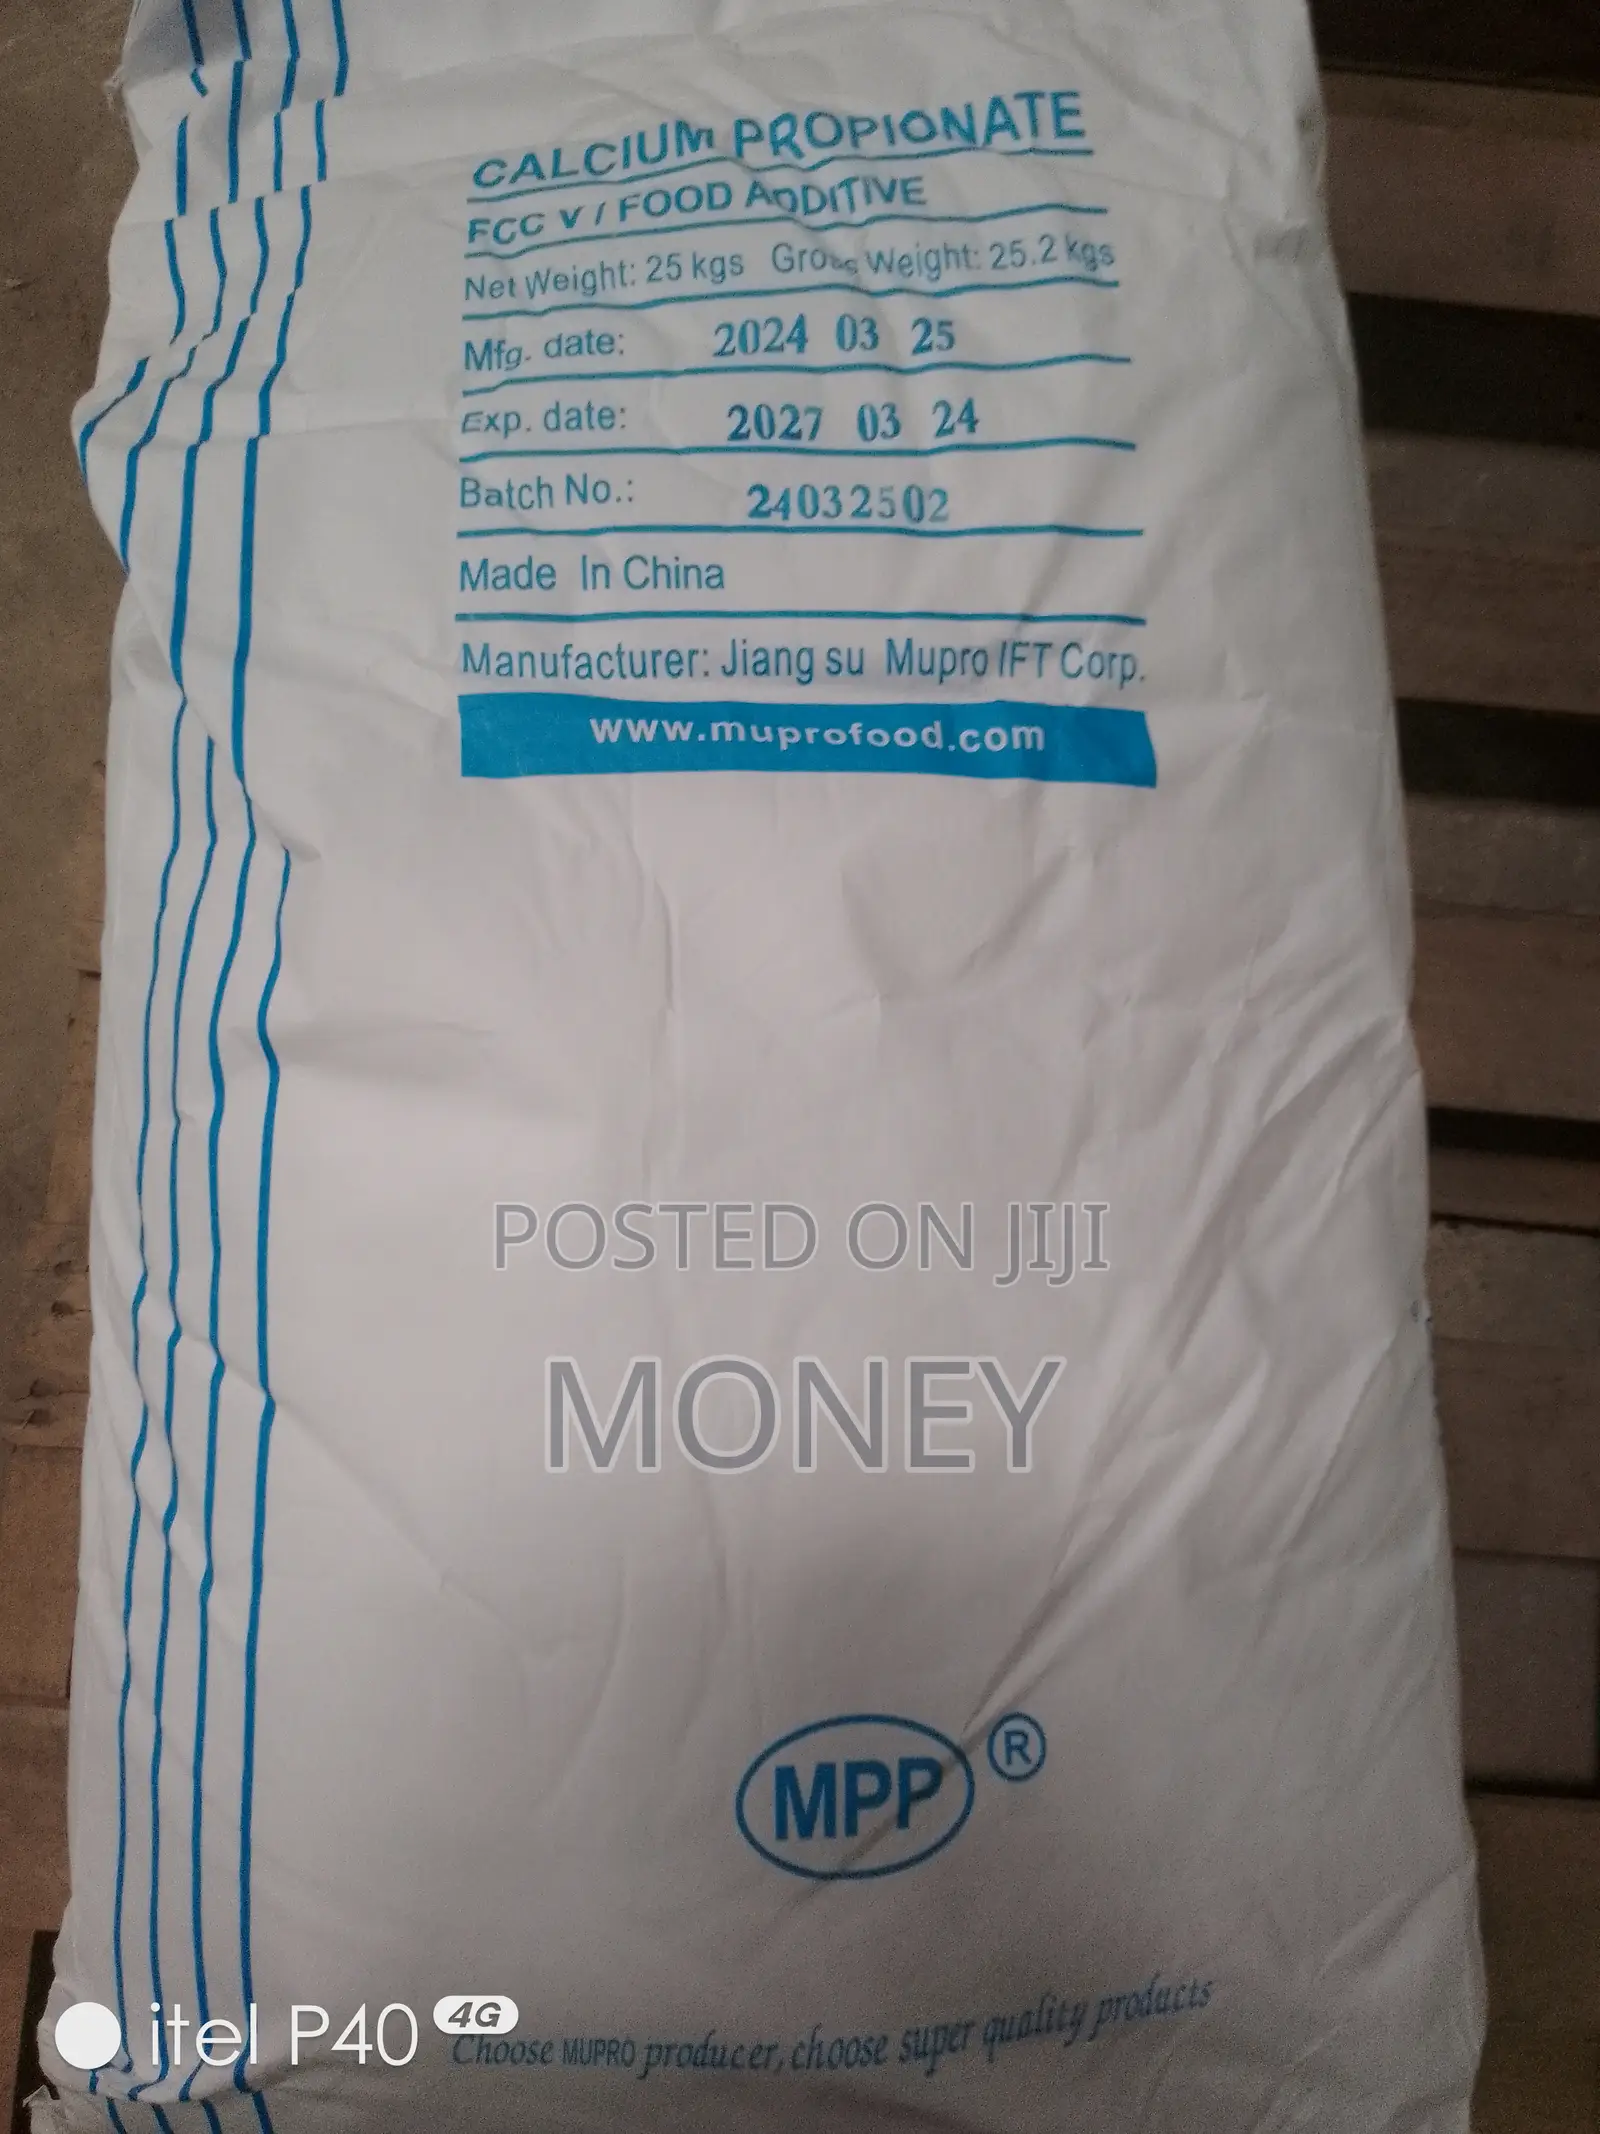 CALCIUM PROPIONATE
FCC V / FOOD ADDITIVE
Net Weight: 25 kgs Gross Weight: 25.2 kgs
Mfg. date: 2024 03 25
Exp. date: 2027 03 24
Batch No.: 24032502
Made In China
Manufacturer: Jiang su Mupro IFT Corp.
www.muprofood.com
POSTED ON JIJI
MONEY
MPP ®
itel P40 4G
Choose MUPRO producer, choose super quality products